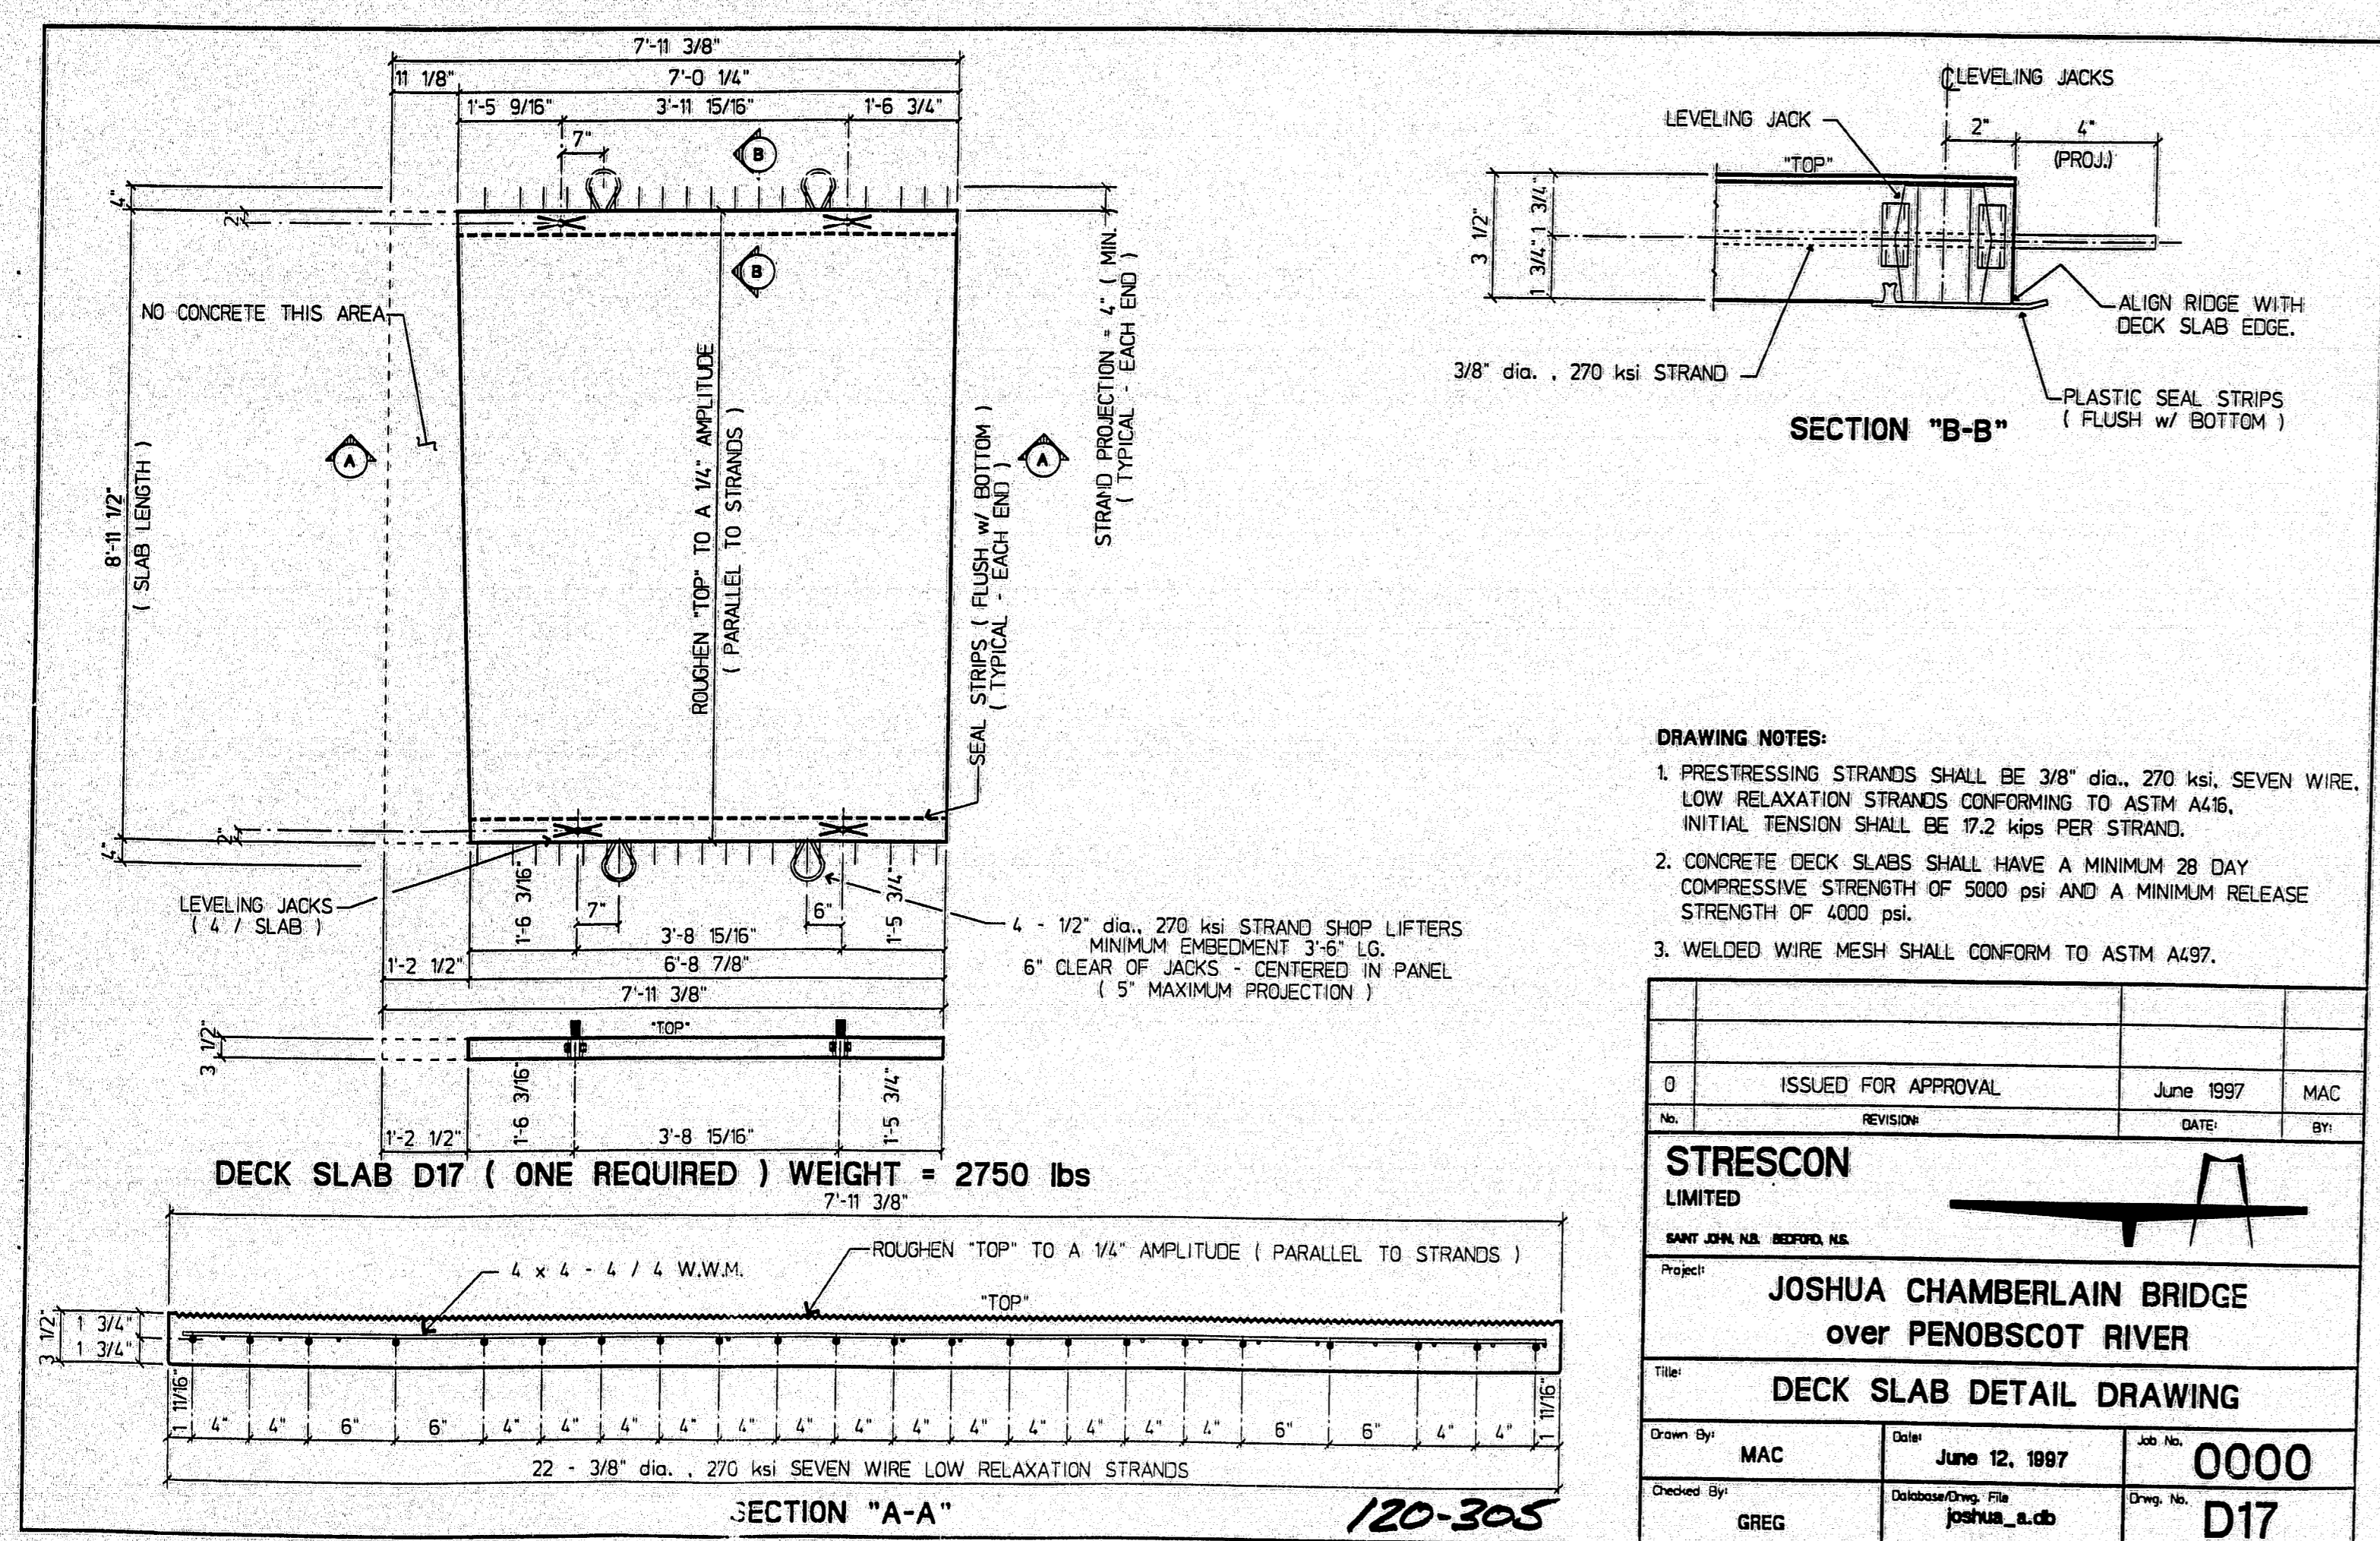 7'-11 3/8"
11 1/8"
7'-0 1/4"
1'-5 9/16"
3'-11 15/16"
1'-6 3/4"
7"
B
4"
2"
B
NO CONCRETE THIS AREA
A
8'-11 1/2"
( SLAB LENGTH )
ROUGHEN "TOP" TO A 1/4" AMPLITUDE
( PARALLEL TO STRANDS )
SEAL STRIPS ( FLUSH w/ BOTTOM )
( TYPICAL - EACH END )
A
STRAND PROJECTION = 4" ( MIN. )
( TYPICAL - EACH END )
2"
4"
LEVELING JACKS
( 4 / SLAB )
1'-6 3/16"
7"
6"
1'-5 3/4"
3'-8 15/16"
1'-2 1/2"
6'-8 7/8"
7'-11 3/8"
4 - 1/2" dia., 270 ksi STRAND SHOP LIFTERS
MINIMUM EMBEDMENT 3'-6" LG.
6" CLEAR OF JACKS - CENTERED IN PANEL
( 5" MAXIMUM PROJECTION )
"TOP"
3 1/2"
1'-6 3/16"
1'-5 3/4"
1'-2 1/2"
3'-8 15/16"
DECK SLAB D17 ( ONE REQUIRED ) WEIGHT = 2750 lbs
7'-11 3/8"
ROUGHEN "TOP" TO A 1/4" AMPLITUDE ( PARALLEL TO STRANDS )
4 x 4 - 4 / 4 W.W.M.
"TOP"
3 1/2"
1 3/4"
1 3/4"
1 11/16"
4" 4" 6" 6" 4" 4" 4" 4" 4" 4" 4" 4" 4" 4" 4" 4" 4" 6" 6" 4" 4"
1 11/16"
22 - 3/8" dia. , 270 ksi SEVEN WIRE LOW RELAXATION STRANDS
SECTION "A-A"
120-305
℄ LEVELING JACKS
LEVELING JACK
2"
4"
(PROJ.)
"TOP"
3 1/2"
1 3/4"
1 3/4"
ALIGN RIDGE WITH
DECK SLAB EDGE.
3/8" dia. , 270 ksi STRAND
PLASTIC SEAL STRIPS
( FLUSH w/ BOTTOM )
SECTION "B-B"
DRAWING NOTES:
1. PRESTRESSING STRANDS SHALL BE 3/8" dia., 270 ksi, SEVEN WIRE,
LOW RELAXATION STRANDS CONFORMING TO ASTM A416,
INITIAL TENSION SHALL BE 17.2 kips PER STRAND.
2. CONCRETE DECK SLABS SHALL HAVE A MINIMUM 28 DAY
COMPRESSIVE STRENGTH OF 5000 psi AND A MINIMUM RELEASE
STRENGTH OF 4000 psi.
3. WELDED WIRE MESH SHALL CONFORM TO ASTM A497.
0 ISSUED FOR APPROVAL June 1997 MAC
No. REVISION: DATE: BY:
STRESCON
LIMITED
SAINT JOHN, N.B. BEDFORD, N.S.
Project:
JOSHUA CHAMBERLAIN BRIDGE
over PENOBSCOT RIVER
Title:
DECK SLAB DETAIL DRAWING
Drawn By:
MAC
Date:
June 12, 1997
Job No.
0000
Checked By:
GREG
Database/Drwg. File
joshua_a.db
Drwg. No.
D17